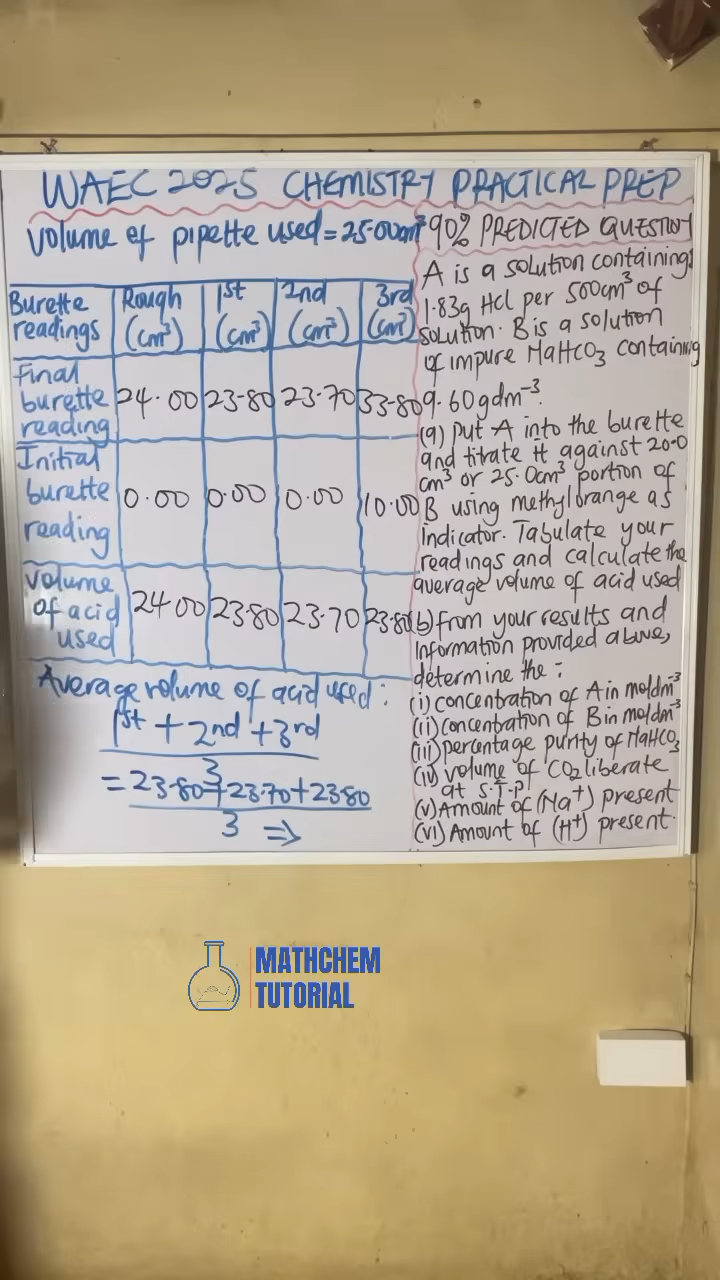 WAEC 2025 CHEMISTRY PRACTICAL PREP
Volume of pipette used = 25.00cm³
Burette readings
Rough (cm³)
1st (cm³)
2nd (cm³)
3rd (cm³)
Final burette reading
24.00
23.80
23.70
33.80
Initial burette reading
0.00
0.00
0.00
10.00
Volume of acid used
24.00
23.80
23.70
23.80
Average volume of acid used:
1st + 2nd + 3rd
3
= 23.80 + 23.70 + 23.80
3 ⇒
90% PREDICTED QUESTION
A is a solution containing
1.83g HCl per 500cm³ of
solution. B is a solution
of impure NaHCO₃ containing
9.60gdm⁻³.
(a) Put A into the burette
and titrate it against 20.0
cm³ or 25.0cm³ portion of
B using methyl orange as
indicator. Tabulate your
readings and calculate the
average volume of acid used
(b) From your results and
information provided above,
determine the:
(i) concentration of A in moldm⁻³
(ii) concentration of B in moldm⁻³
(iii) percentage purity of NaHCO₃
(iv) volume of CO₂ liberate
at S.T.P
(v) Amount of (Na⁺) present
(vi) Amount of (H⁺) present.
MATHCHEM
TUTORIAL